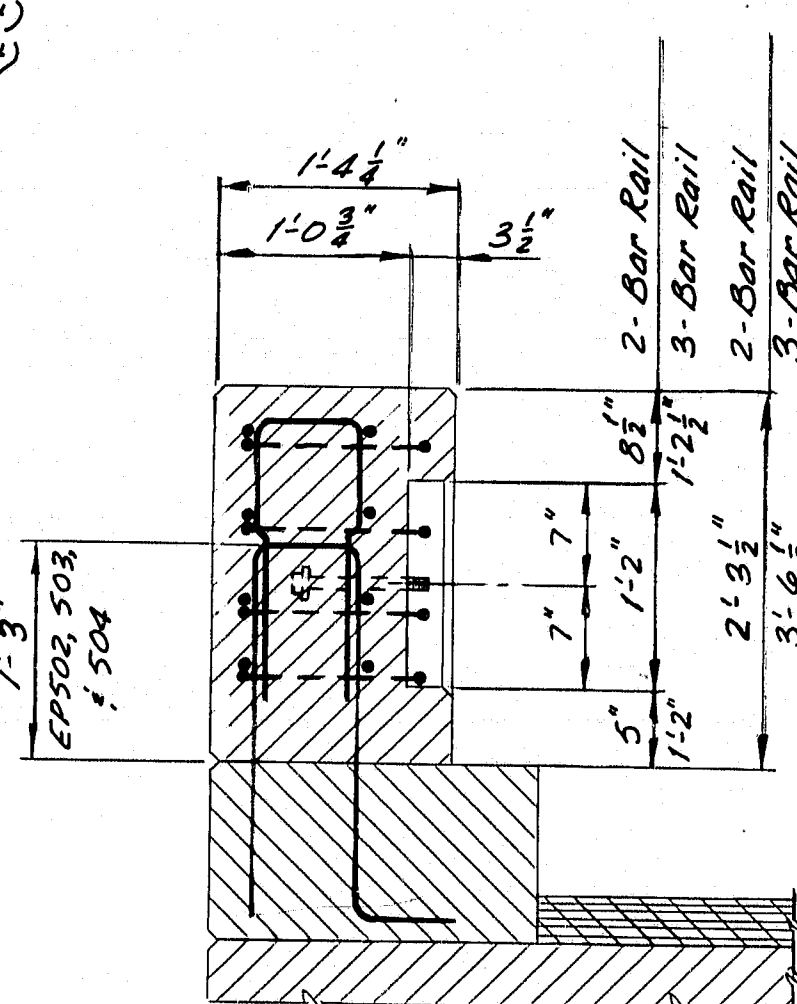 1'-4 1/4"
1'-0 3/4"
3 1/2"
2-Bar Rail
3-Bar Rail
2-Bar Rail
3-Bar Rail
8 1/2"
1'-2 1/2"
7"
7"
1'-2"
5"
1'-2"
2'-3 1/2"
3'-6 1/2"
1'-3"
EP502, 503,
& 504